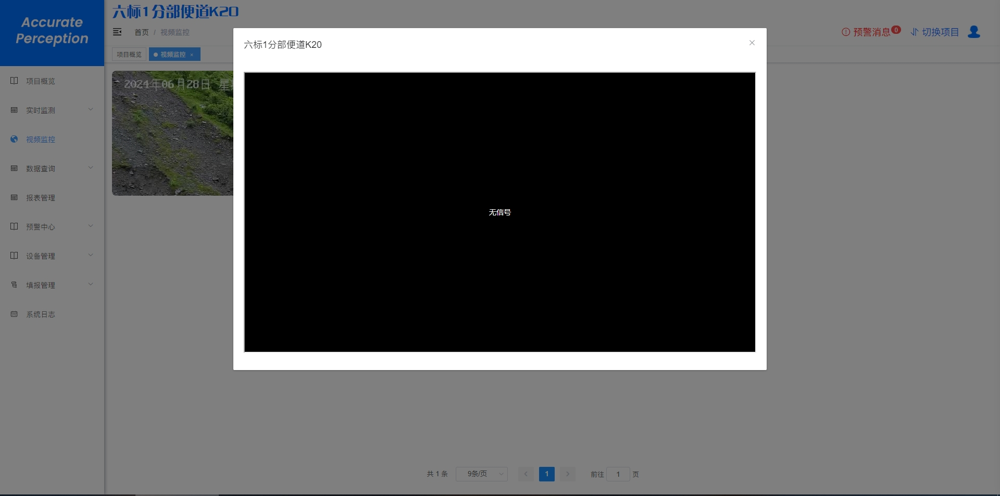 Accurate
Perception
六标1分部便道K20
首页 / 视频监控
预警消息 0
切换项目
项目概览
视频监控 ×
项目概览
实时监测
视频监控
数据查询
报表管理
预警中心
设备管理
填报管理
系统日志
2024年06月28日 星
六标1分部便道K20
无信号
共 1 条
9条/页
1
前往 1 页